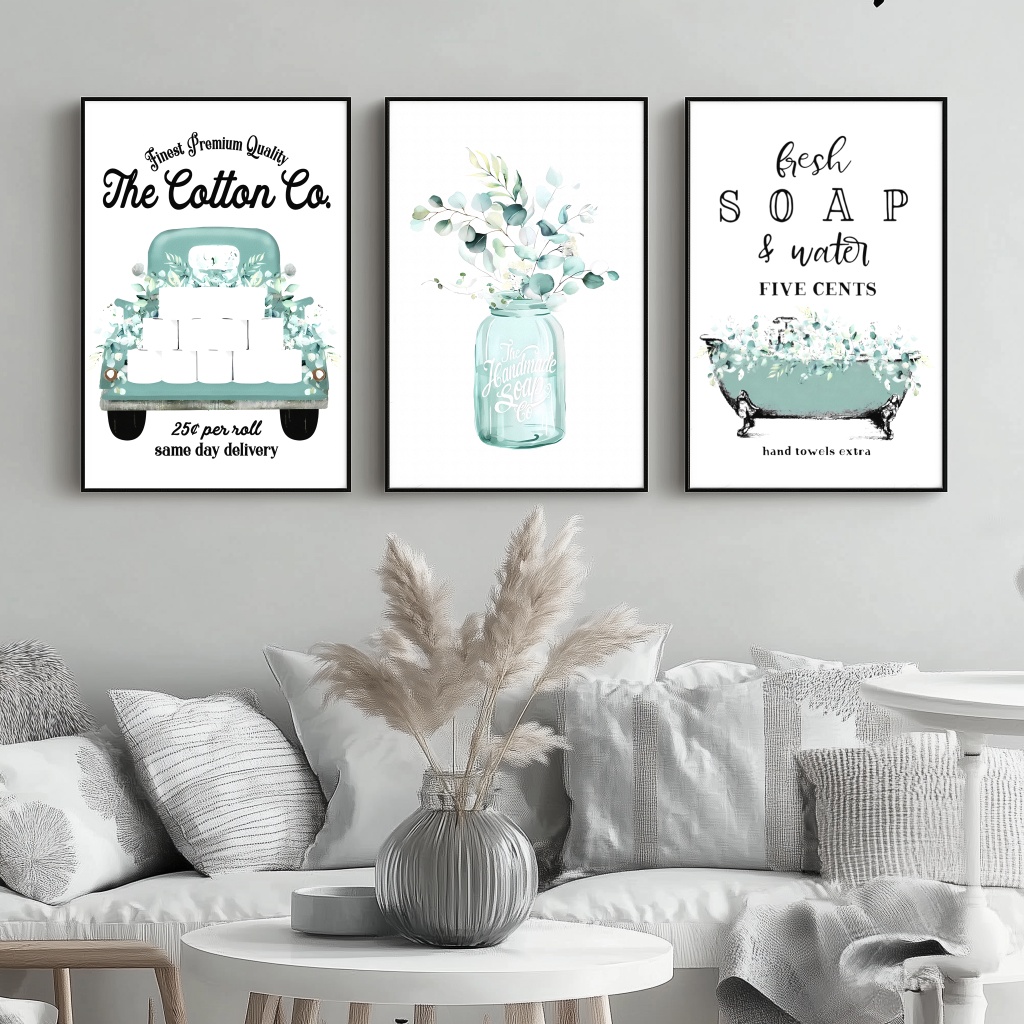 Finest Premium Quality
The Cotton Co.
25¢ per roll
same day delivery
The
Handmade
Soap
Co
fresh
SOAP
& water
FIVE CENTS
hand towels extra